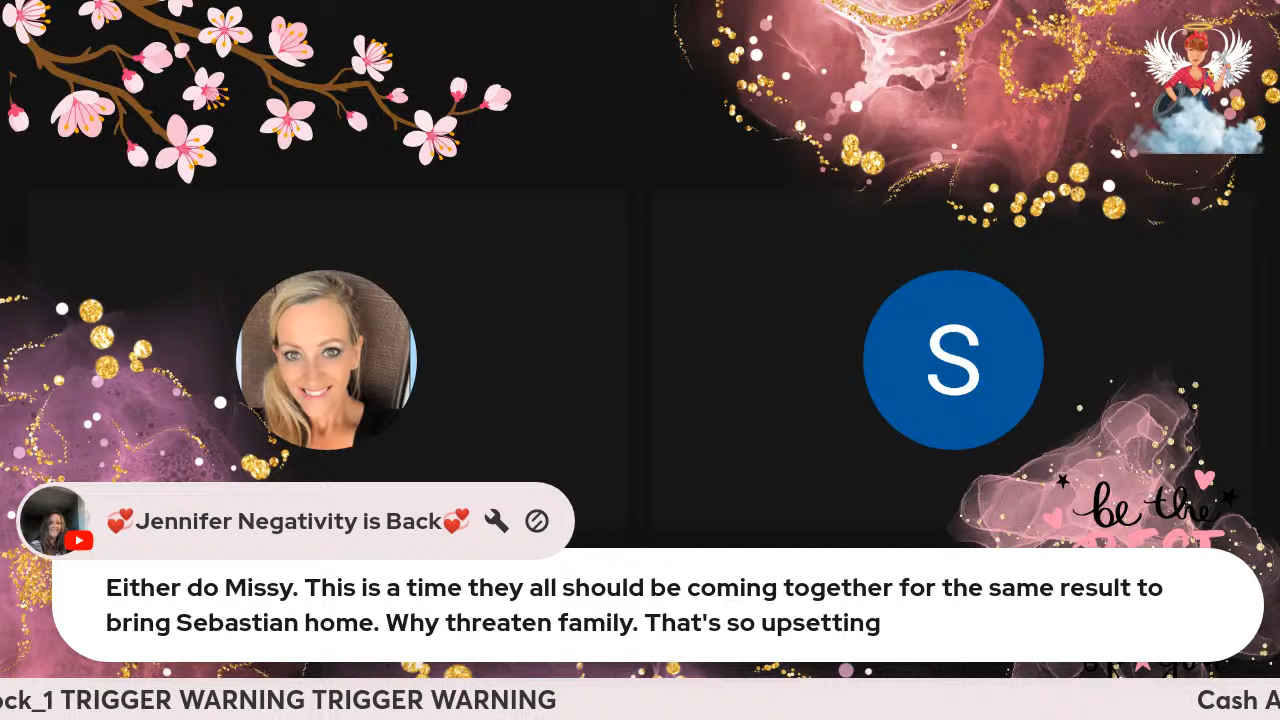 S
be the
💞Jennifer Negativity is Back💞
Either do Missy. This is a time they all should be coming together for the same result to
bring Sebastian home. Why threaten family. That's so upsetting
ock_1 TRIGGER WARNING TRIGGER WARNING
Cash A